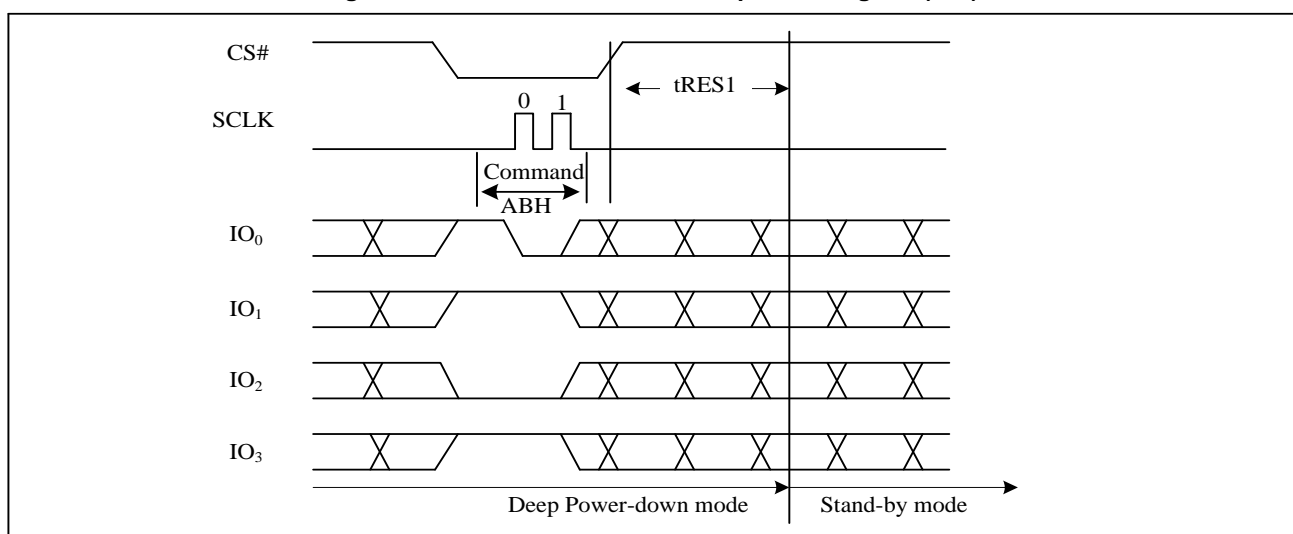 CS#
tRES1
0 1
SCLK
Command
ABH
IO₀
IO₁
IO₂
IO₃
Deep Power-down mode Stand-by mode